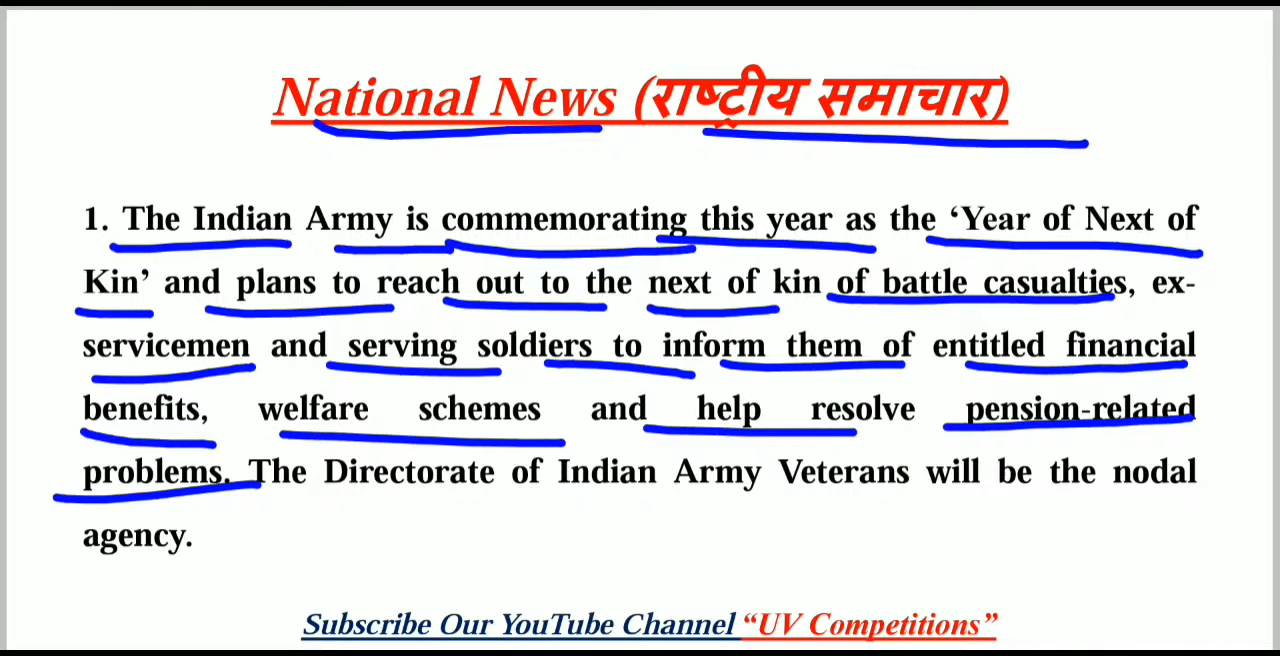 National News (राष्ट्रीय समाचार)
1. The Indian Army is commemorating this year as the ‘Year of Next of
Kin’ and plans to reach out to the next of kin of battle casualties, ex-
servicemen and serving soldiers to inform them of entitled financial
benefits, welfare schemes and help resolve pension-related
problems. The Directorate of Indian Army Veterans will be the nodal
agency.
Subscribe Our YouTube Channel “UV Competitions”